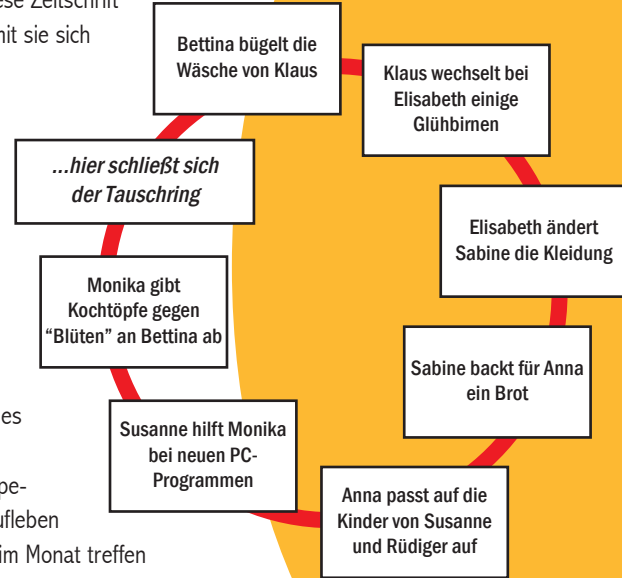 ese Zeitschrift
mit sie sich
Bettina bügelt die
Wäsche von Klaus
Klaus wechselt bei
Elisabeth einige
Glühbirnen
Elisabeth ändert
Sabine die Kleidung
Sabine backt für Anna
ein Brot
Anna passt auf die
Kinder von Susanne
und Rüdiger auf
Susanne hilft Monika
bei neuen PC-
Programmen
Monika gibt
Kochtöpfe gegen
"Blüten" an Bettina ab
...hier schließt sich
der Tauschring
es
pe-
ufleben
im Monat treffen